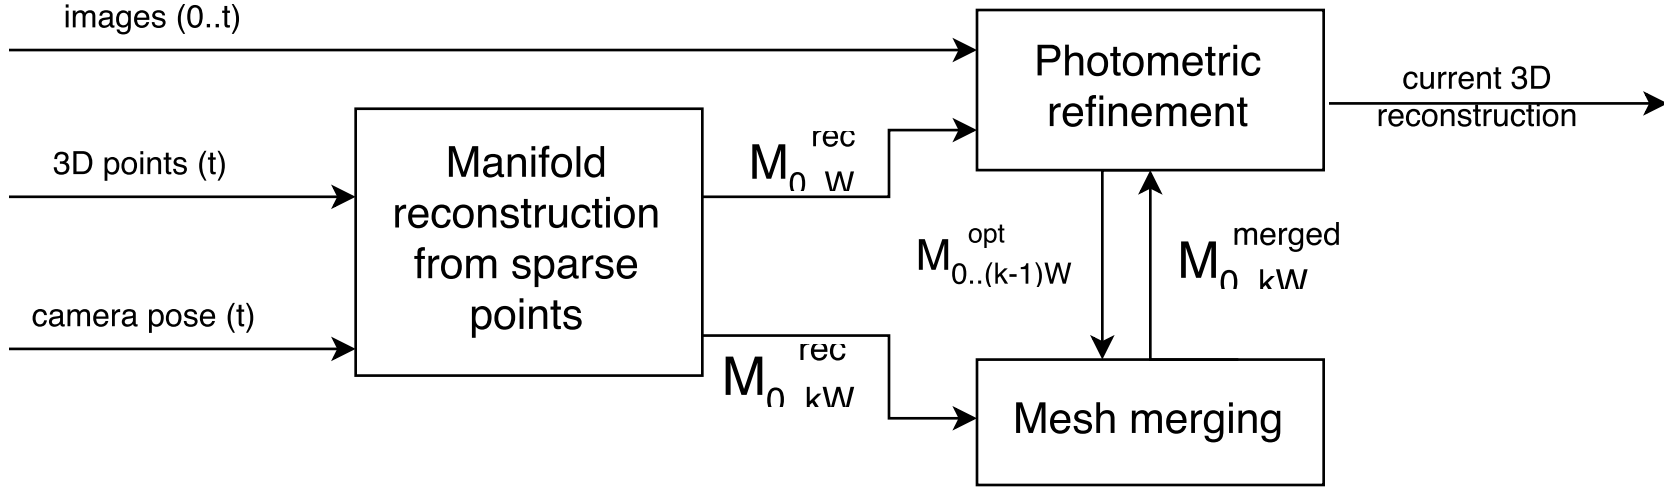 images (0..t)
Photometric
refinement
current 3D
reconstruction
3D points (t)
Manifold
reconstruction
from sparse
points
M₀ W rec
camera pose (t)
M₀..(k-1)W opt
M₀ kW merged
M₀ kW rec
Mesh merging